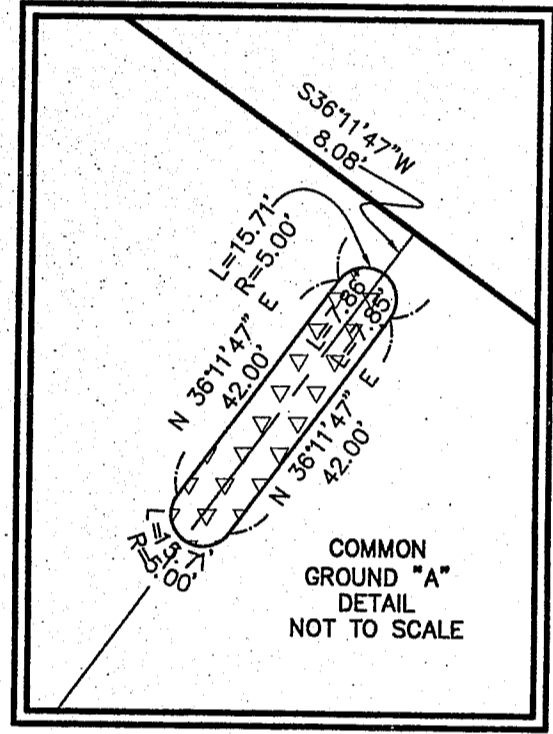 S36°11'47"W
8.08'
L=15.71'
R=5.00'
N 36°11'47" E
42.00'
L=7.86'
L=7.85'
N 36°11'47" E
42.00'
L=15.71'
R=5.00'
COMMON
GROUND "A"
DETAIL
NOT TO SCALE